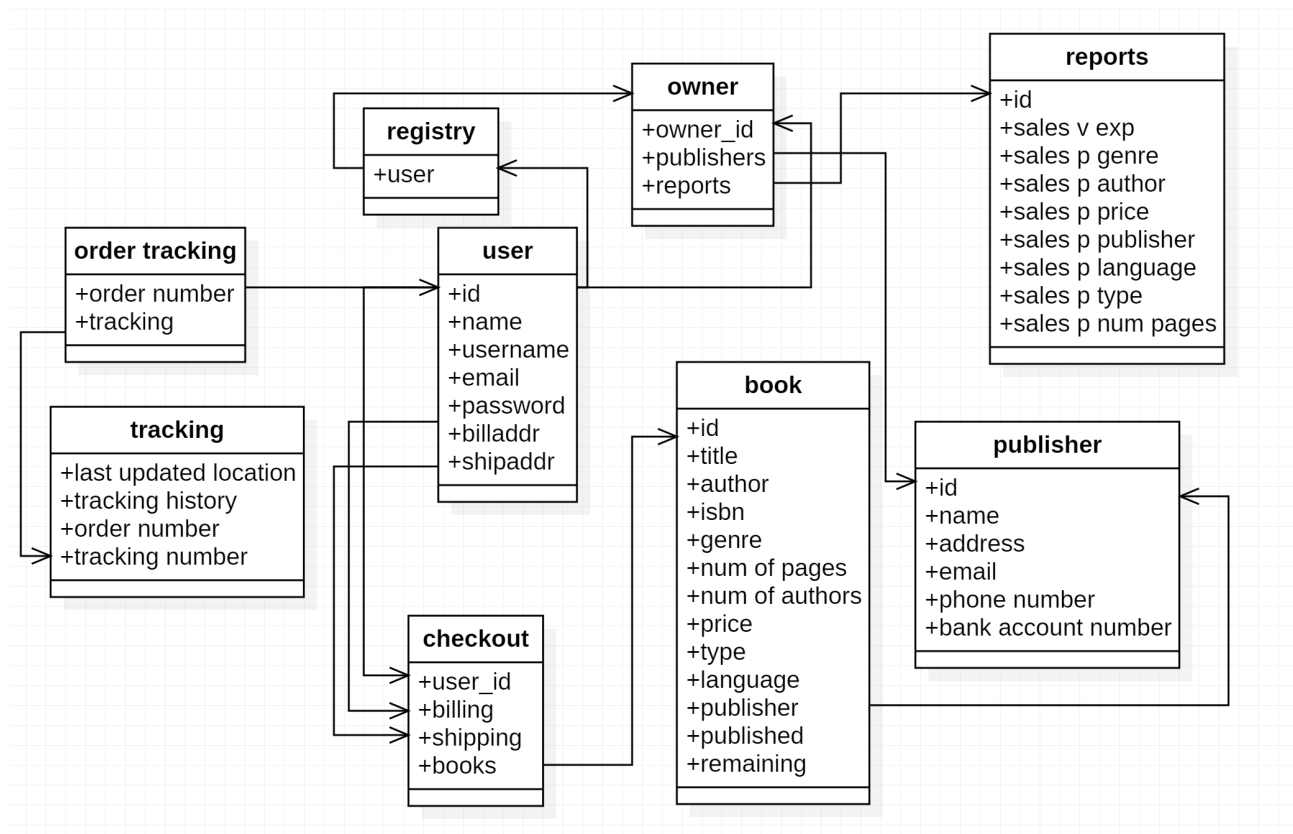 registry
+user
owner
+owner_id
+publishers
+reports
reports
+id
+sales v exp
+sales p genre
+sales p author
+sales p price
+sales p publisher
+sales p language
+sales p type
+sales p num pages
order tracking
+order number
+tracking
user
+id
+name
+username
+email
+password
+billaddr
+shipaddr
tracking
+last updated location
+tracking history
+order number
+tracking number
book
+id
+title
+author
+isbn
+genre
+num of pages
+num of authors
+price
+type
+language
+publisher
+published
+remaining
publisher
+id
+name
+address
+email
+phone number
+bank account number
checkout
+user_id
+billing
+shipping
+books